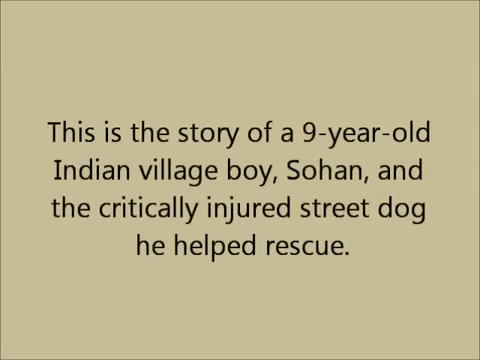 This is the story of a 9-year-old
Indian village boy, Sohan, and
the critically injured street dog
he helped rescue.